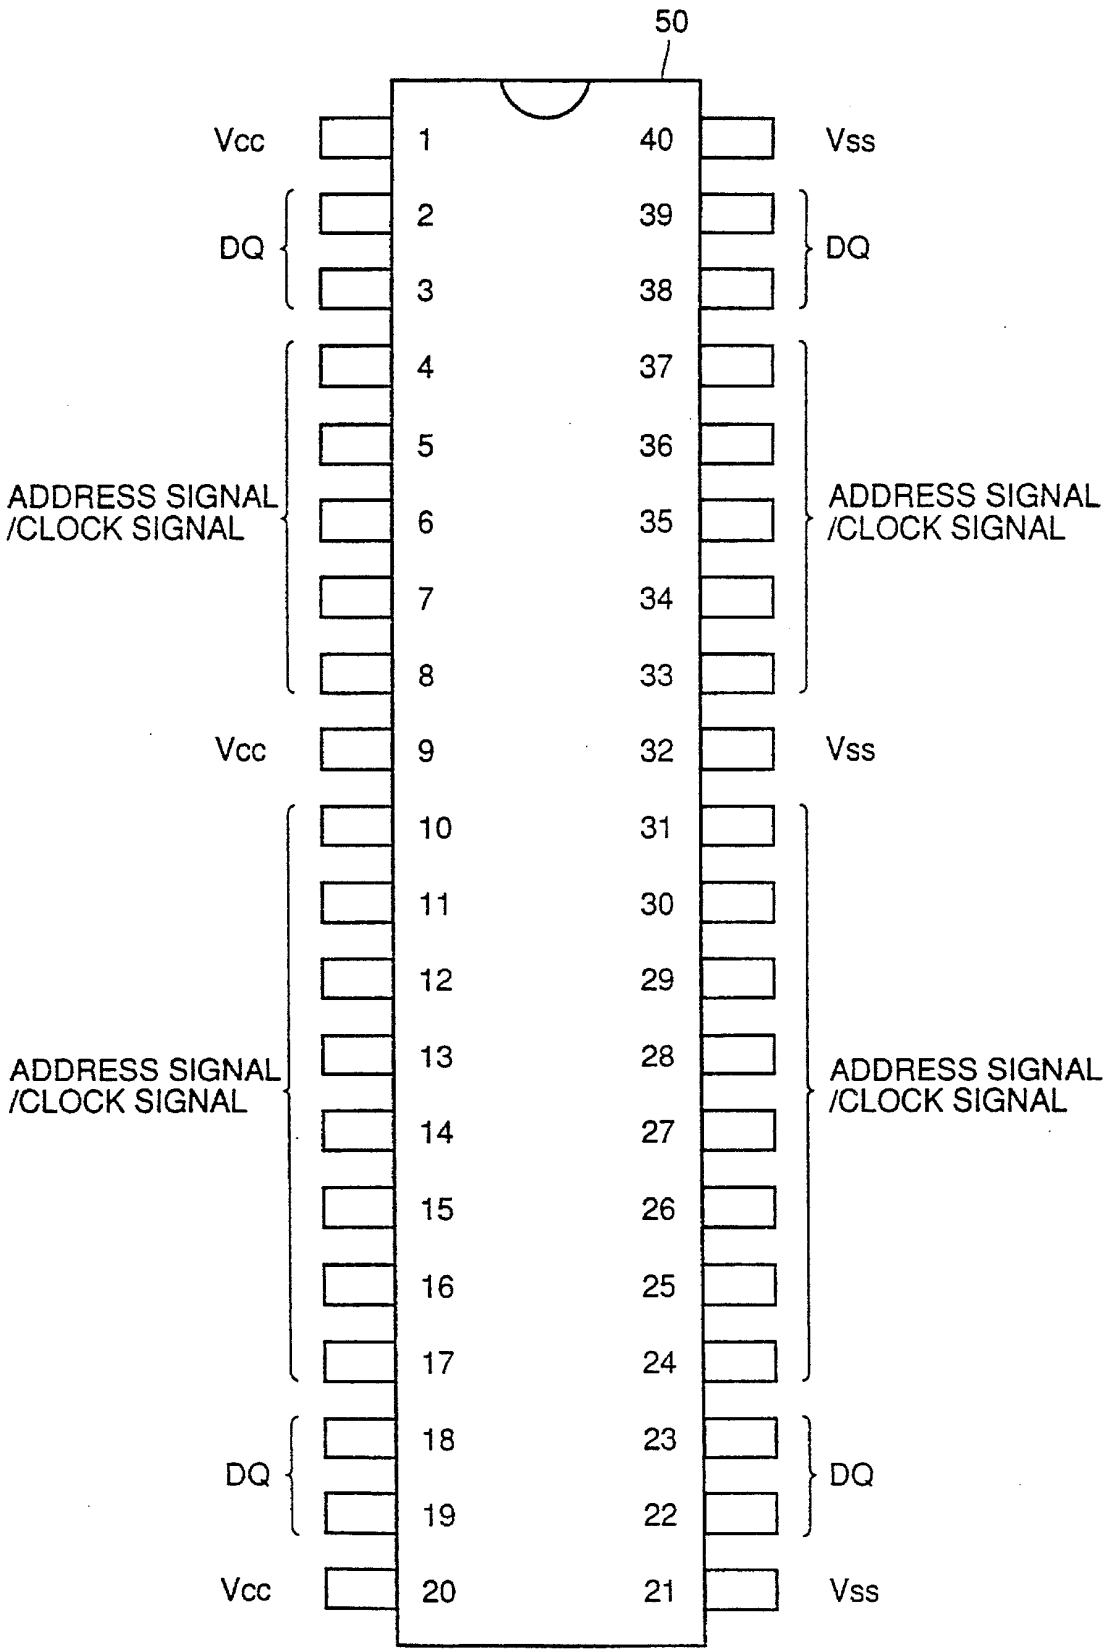 50
Vcc 1 40 Vss
2 39
DQ DQ
3 38
4 37
5 36
ADDRESS SIGNAL ADDRESS SIGNAL
/CLOCK SIGNAL 6 35 /CLOCK SIGNAL
7 34
8 33
Vcc 9 32 Vss
10 31
11 30
12 29
13 28
ADDRESS SIGNAL ADDRESS SIGNAL
/CLOCK SIGNAL /CLOCK SIGNAL
14 27
15 26
16 25
17 24
18 23
DQ DQ
19 22
Vcc 20 21 Vss